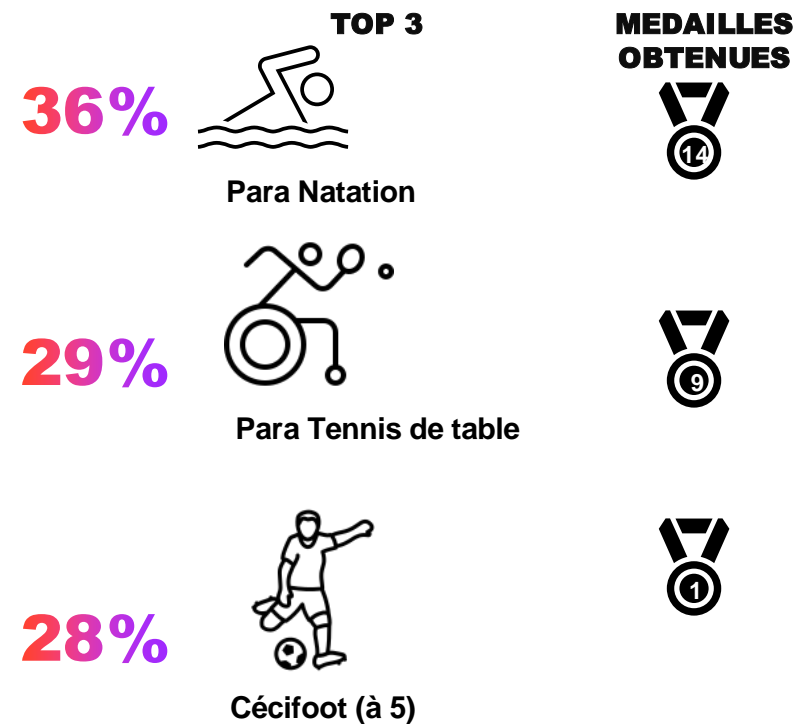 TOP 3
MEDAILLES
OBTENUES
36%
14
Para Natation
29%
9
Para Tennis de table
28%
1
Cécifoot (à 5)